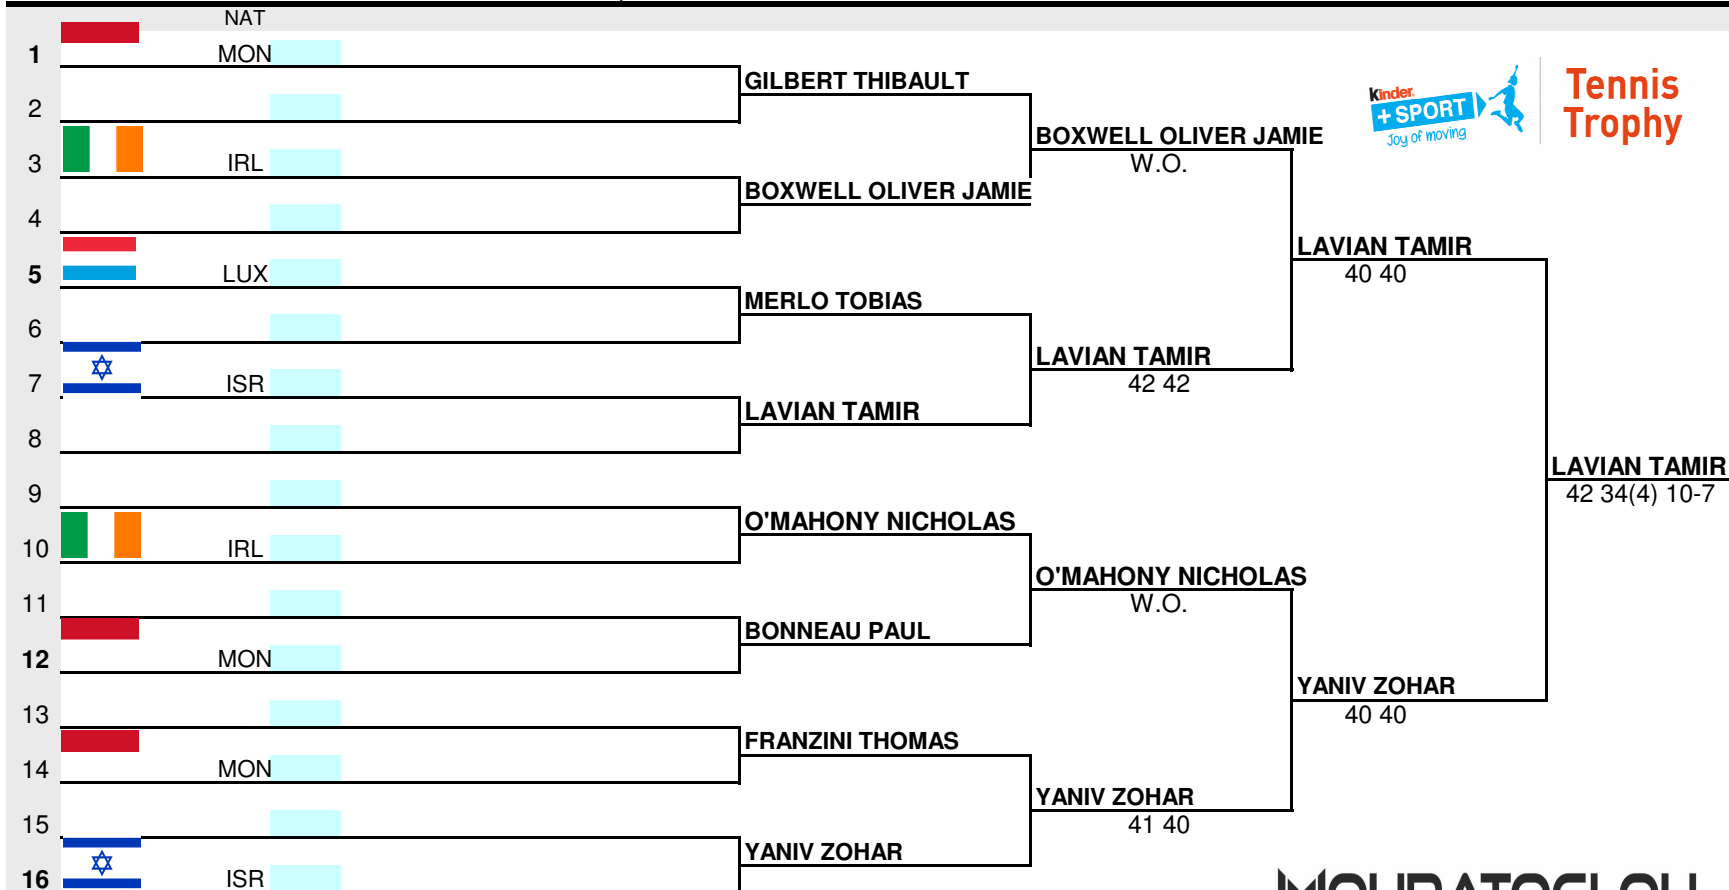 NAT
1 MON
GILBERT THIBAULT
2
BOXWELL OLIVER JAMIE
W.O.
3 IRL
BOXWELL OLIVER JAMIE
4
LAVIAN TAMIR
40 40
5 LUX
MERLO TOBIAS
6
LAVIAN TAMIR
42 42
7 ISR
LAVIAN TAMIR
8
LAVIAN TAMIR
42 34(4) 10-7
9
O'MAHONY NICHOLAS
10 IRL
O'MAHONY NICHOLAS
W.O.
11
BONNEAU PAUL
12 MON
YANIV ZOHAR
40 40
13
FRANZINI THOMAS
14 MON
YANIV ZOHAR
41 40
15
YANIV ZOHAR
16 ISR
Kinder
+SPORT
Joy of moving
Tennis
Trophy
MOURATOGLOU